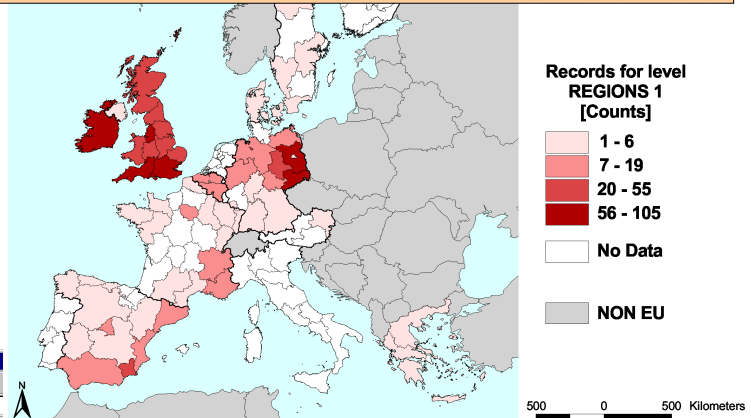 Records for level
REGIONS 1
[Counts]
1 - 6
7 - 19
20 - 55
56 - 105
No Data
NON EU
N
500 0 500 Kilometers